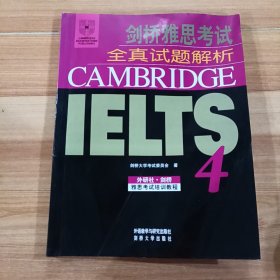 剑桥雅思考试
全真试题解析
CAMBRIDGE
IELTS
4
剑桥大学考试委员会 著
外研社·剑桥
雅思考试培训教程
外语教学与研究出版社
剑桥大学出版社